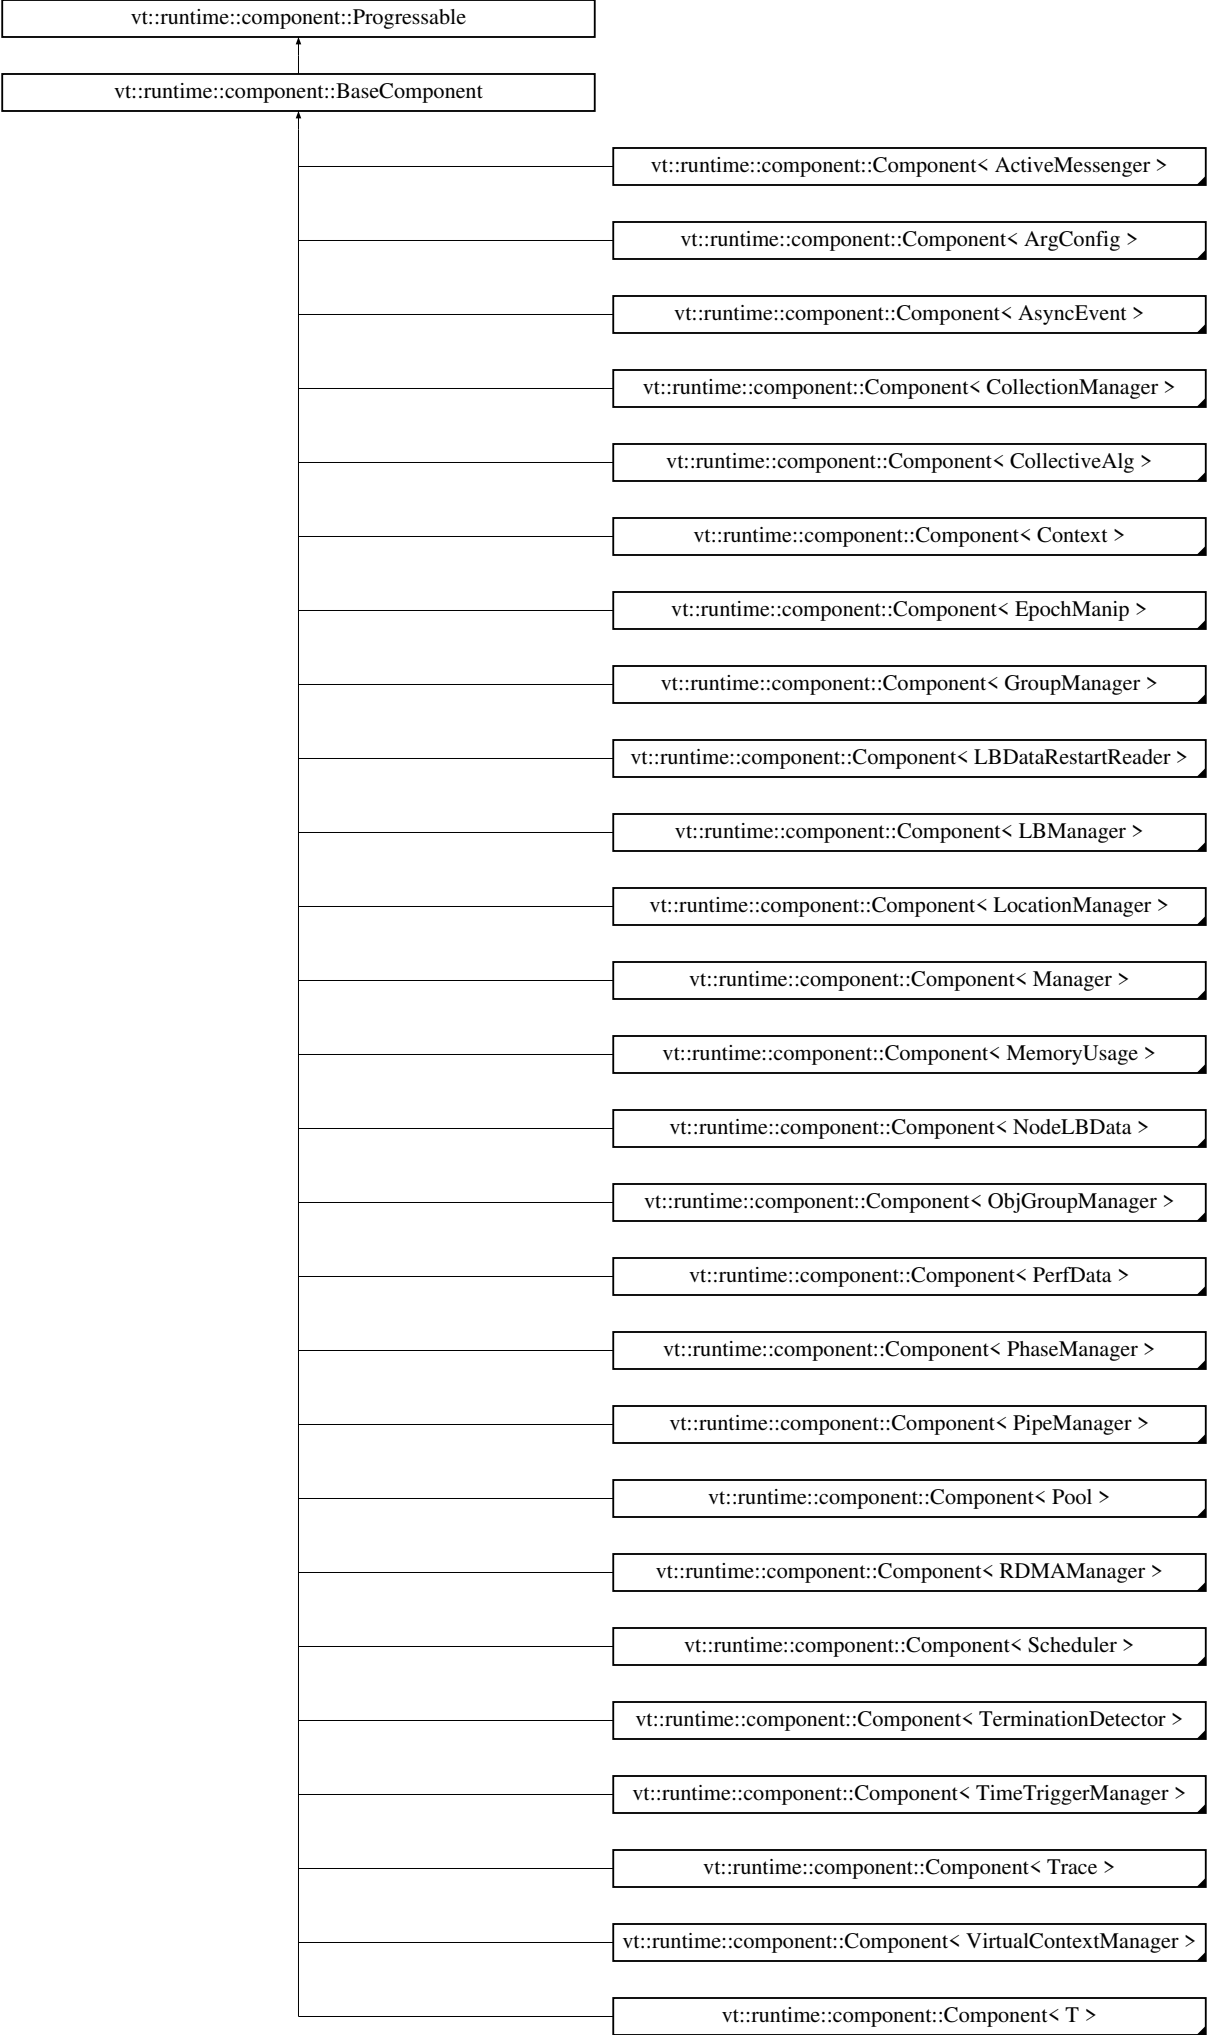 vt::runtime::component::Progressable
vt::runtime::component::BaseComponent
vt::runtime::component::Component< ActiveMessenger >
vt::runtime::component::Component< ArgConfig >
vt::runtime::component::Component< AsyncEvent >
vt::runtime::component::Component< CollectionManager >
vt::runtime::component::Component< CollectiveAlg >
vt::runtime::component::Component< Context >
vt::runtime::component::Component< EpochManip >
vt::runtime::component::Component< GroupManager >
vt::runtime::component::Component< LBDataRestartReader >
vt::runtime::component::Component< LBManager >
vt::runtime::component::Component< LocationManager >
vt::runtime::component::Component< Manager >
vt::runtime::component::Component< MemoryUsage >
vt::runtime::component::Component< NodeLBData >
vt::runtime::component::Component< ObjGroupManager >
vt::runtime::component::Component< PerfData >
vt::runtime::component::Component< PhaseManager >
vt::runtime::component::Component< PipeManager >
vt::runtime::component::Component< Pool >
vt::runtime::component::Component< RDMAManager >
vt::runtime::component::Component< Scheduler >
vt::runtime::component::Component< TerminationDetector >
vt::runtime::component::Component< TimeTriggerManager >
vt::runtime::component::Component< Trace >
vt::runtime::component::Component< VirtualContextManager >
vt::runtime::component::Component< T >